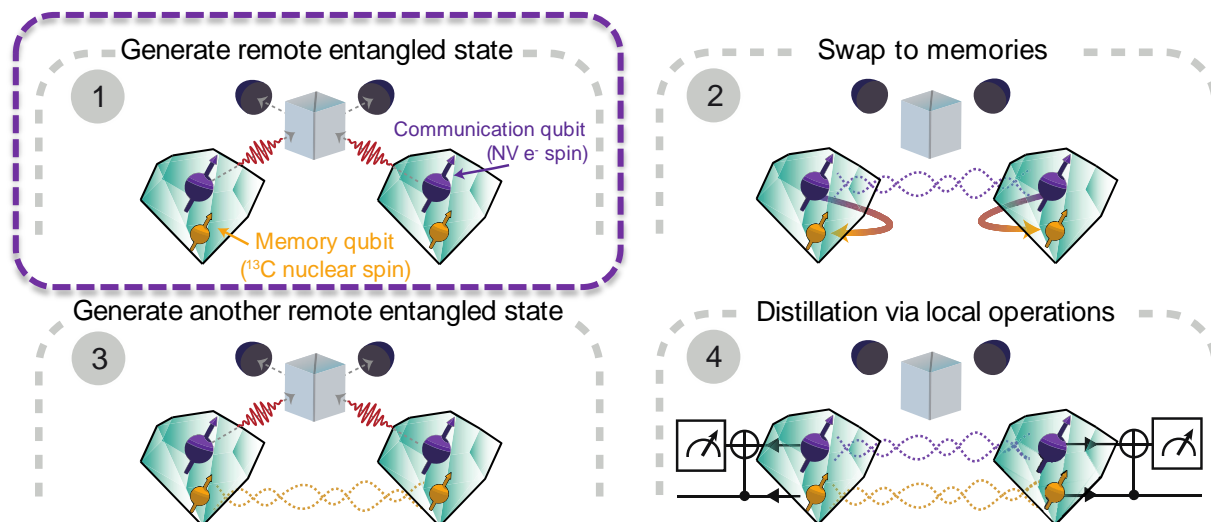 Generate remote entangled state
1
Communication qubit
(NV e⁻ spin)
Memory qubit
(¹³C nuclear spin)
Swap to memories
2
Generate another remote entangled state
3
Distillation via local operations
4